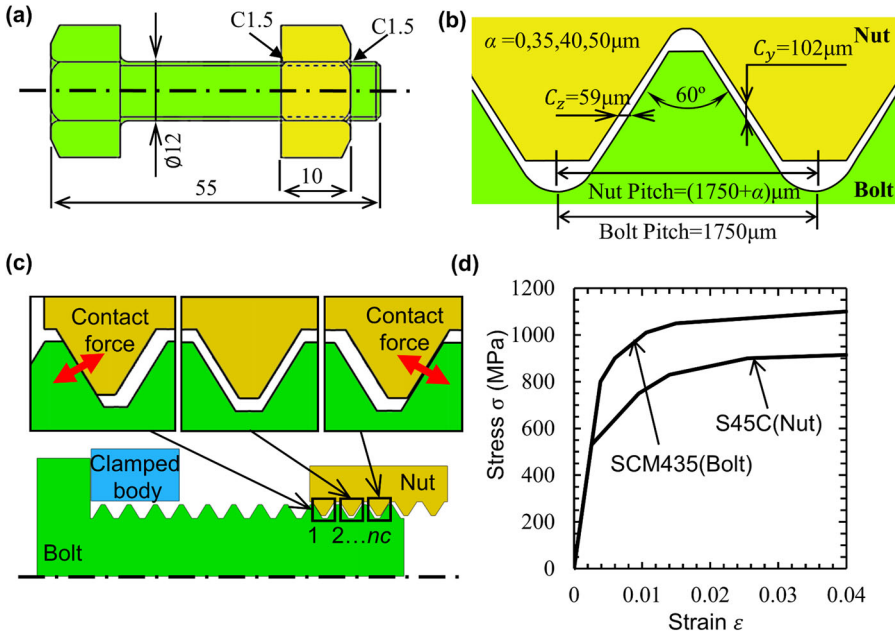 (a)
C1.5
C1.5
Ø12
10
55
(b)
α = 0,35,40,50μm
Nut
C_y=102μm
C_z=59μm
60º
Nut Pitch=(1750+α)μm
Bolt
Bolt Pitch=1750μm
(c)
Contact
force
Contact
force
Clamped
body
Nut
1 2…nc
Bolt
(d)
Stress σ (MPa)
1200
1000
800
600
400
200
0
S45C(Nut)
SCM435(Bolt)
0 0.01 0.02 0.03 0.04
Strain ε